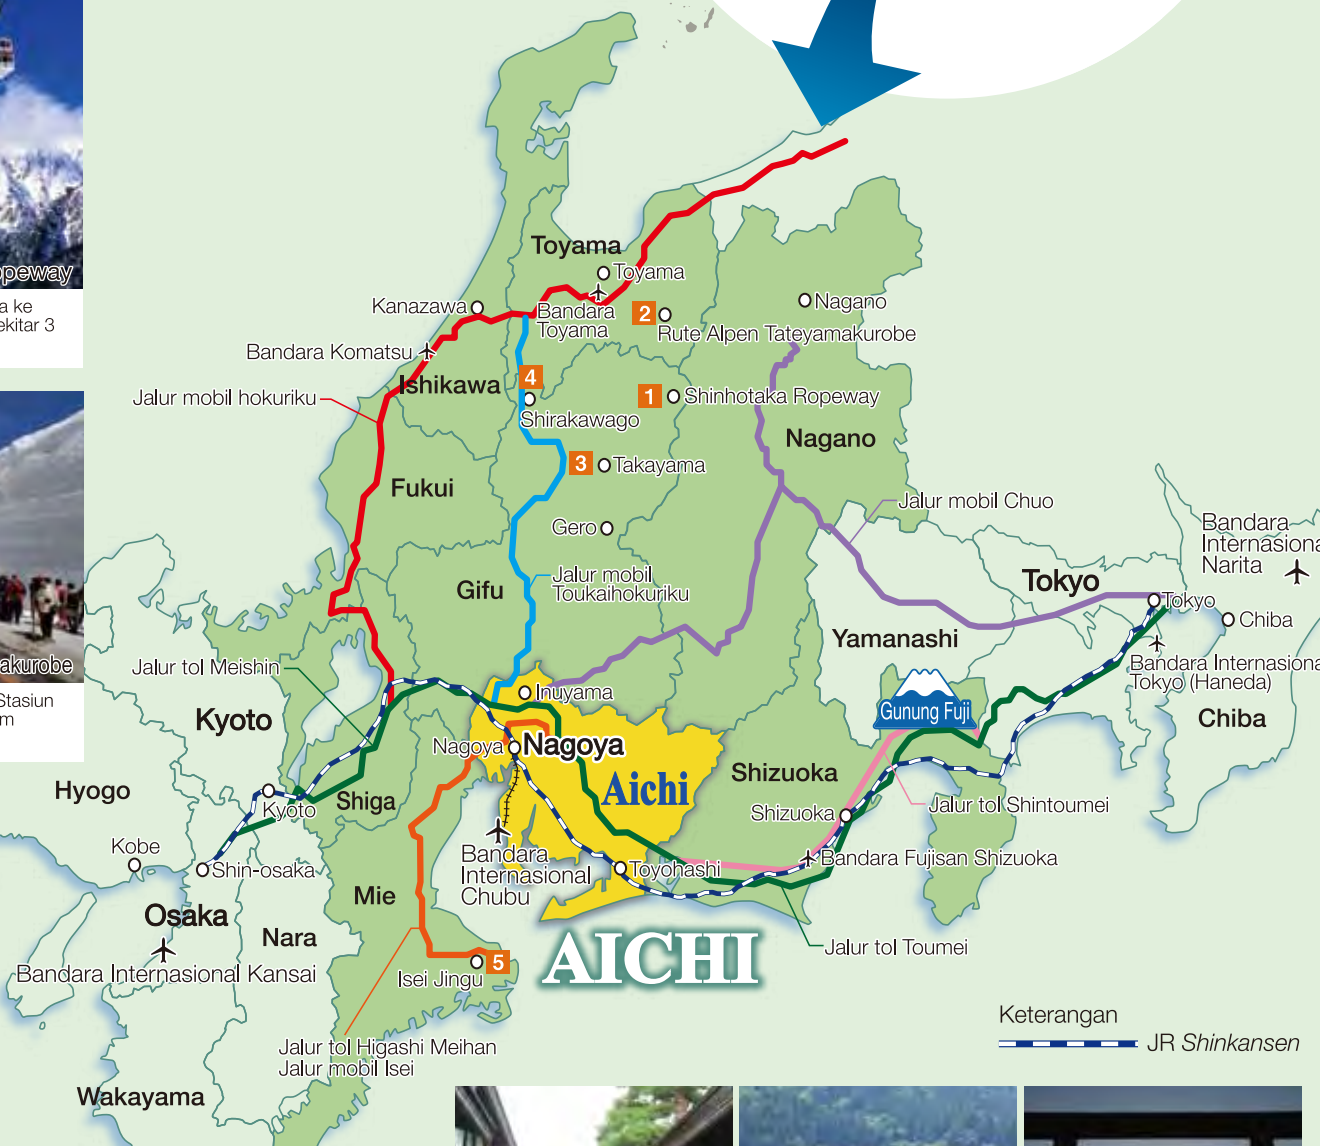 opeway
a ke
ekitar 3
akurobe
Stasiun
m
Toyama
Toyama
Kanazawa
Bandara
Toyama
2
Rute Alpen Tateyamakurobe
Nagano
Bandara Komatsu
Ishikawa
4
Shirakawago
1
Shinhotaka Ropeway
Jalur mobil hokuriku
Nagano
3
Takayama
Fukui
Gero
Jalur mobil Chuo
Bandara
Internasiona
Narita
Gifu
Jalur mobil
Toukaihokuriku
Tokyo
Tokyo
Chiba
Yamanashi
Bandara Internasiona
Tokyo (Haneda)
Jalur tol Meishin
Inuyama
Gunung Fuji
Chiba
Kyoto
Nagoya
Nagoya
Aichi
Shizuoka
Hyogo
Kyoto
Shiga
Shizuoka
Jalur tol Shintoumei
Kobe
Shin-osaka
Bandara
Internasional
Chubu
Toyohashi
Bandara Fujisan Shizuoka
Mie
Osaka
Nara
Bandara Internasional Kansai
Isei Jingu
5
AICHI
Jalur tol Toumei
Keterangan
JR Shinkansen
Jalur tol Higashi Meihan
Jalur mobil Isei
Wakayama